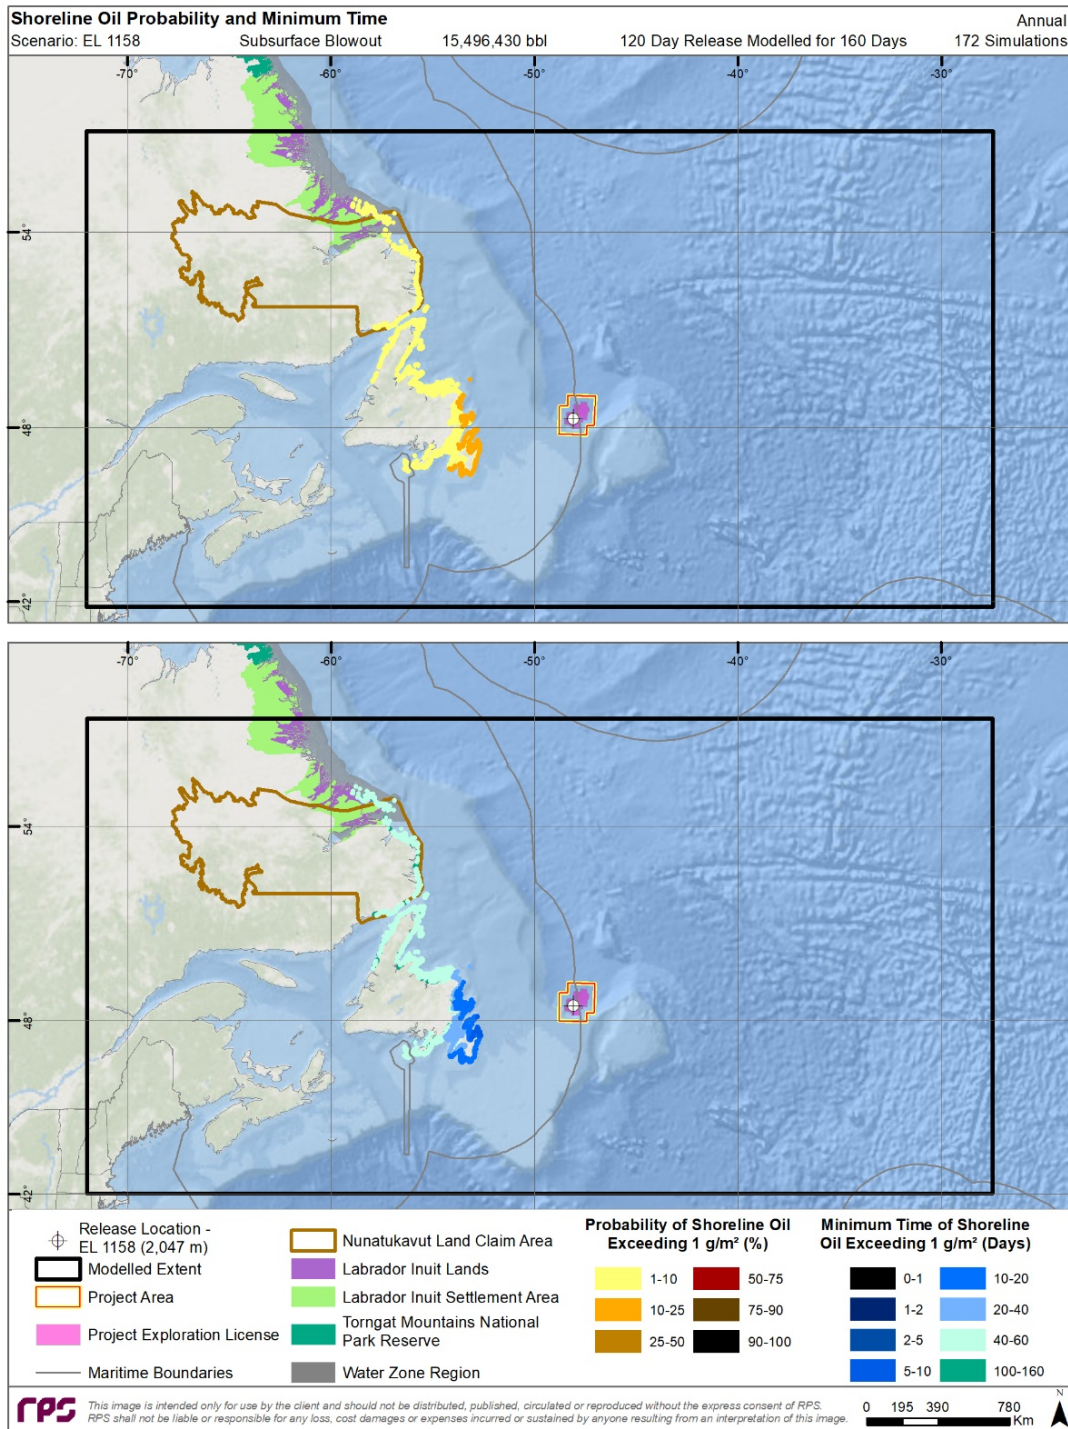 Shoreline Oil Probability and Minimum Time
Annual
Scenario: EL 1158 Subsurface Blowout 15,496,430 bbl 120 Day Release Modelled for 160 Days 172 Simulations
-70° -60° -50° -40° -30°
54°
48°
42°
-70° -60° -50° -40° -30°
54°
48°
42°
Release Location -
EL 1158 (2,047 m)
Modelled Extent
Project Area
Project Exploration License
Maritime Boundaries
Nunatukavut Land Claim Area
Labrador Inuit Lands
Labrador Inuit Settlement Area
Torngat Mountains National
Park Reserve
Water Zone Region
Probability of Shoreline Oil
Exceeding 1 g/m² (%)
1-10 50-75
10-25 75-90
25-50 90-100
Minimum Time of Shoreline
Oil Exceeding 1 g/m² (Days)
0-1 10-20
1-2 20-40
2-5 40-60
5-10 100-160
rps
This image is intended only for use by the client and should not be distributed, published, circulated or reproduced without the express consent of RPS.
RPS shall not be liable or responsible for any loss, cost damages or expenses incurred or sustained by anyone resulting from an interpretation of this image.
0 195 390 780
Km
N